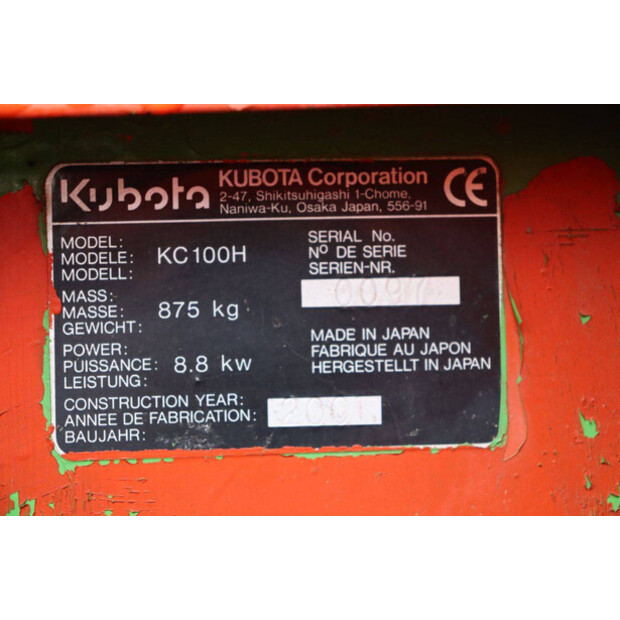 Kubota
KUBOTA Corporation
2-47, Shikitsuhigashi 1-Chome,
Naniwa-Ku, Osaka Japan, 556-91
CE
MODEL:
MODELE: KC100H
MODELL:
MASS:
MASSE: 875 kg
GEWICHT:
POWER:
PUISSANCE: 8.8 kw
LEISTUNG:
CONSTRUCTION YEAR:
ANNEE DE FABRICATION: 2001
BAUJAHR:
SERIAL No.
Nº DE SERIE
SERIEN-NR.
MADE IN JAPAN
FABRIQUE AU JAPON
HERGESTELLT IN JAPAN